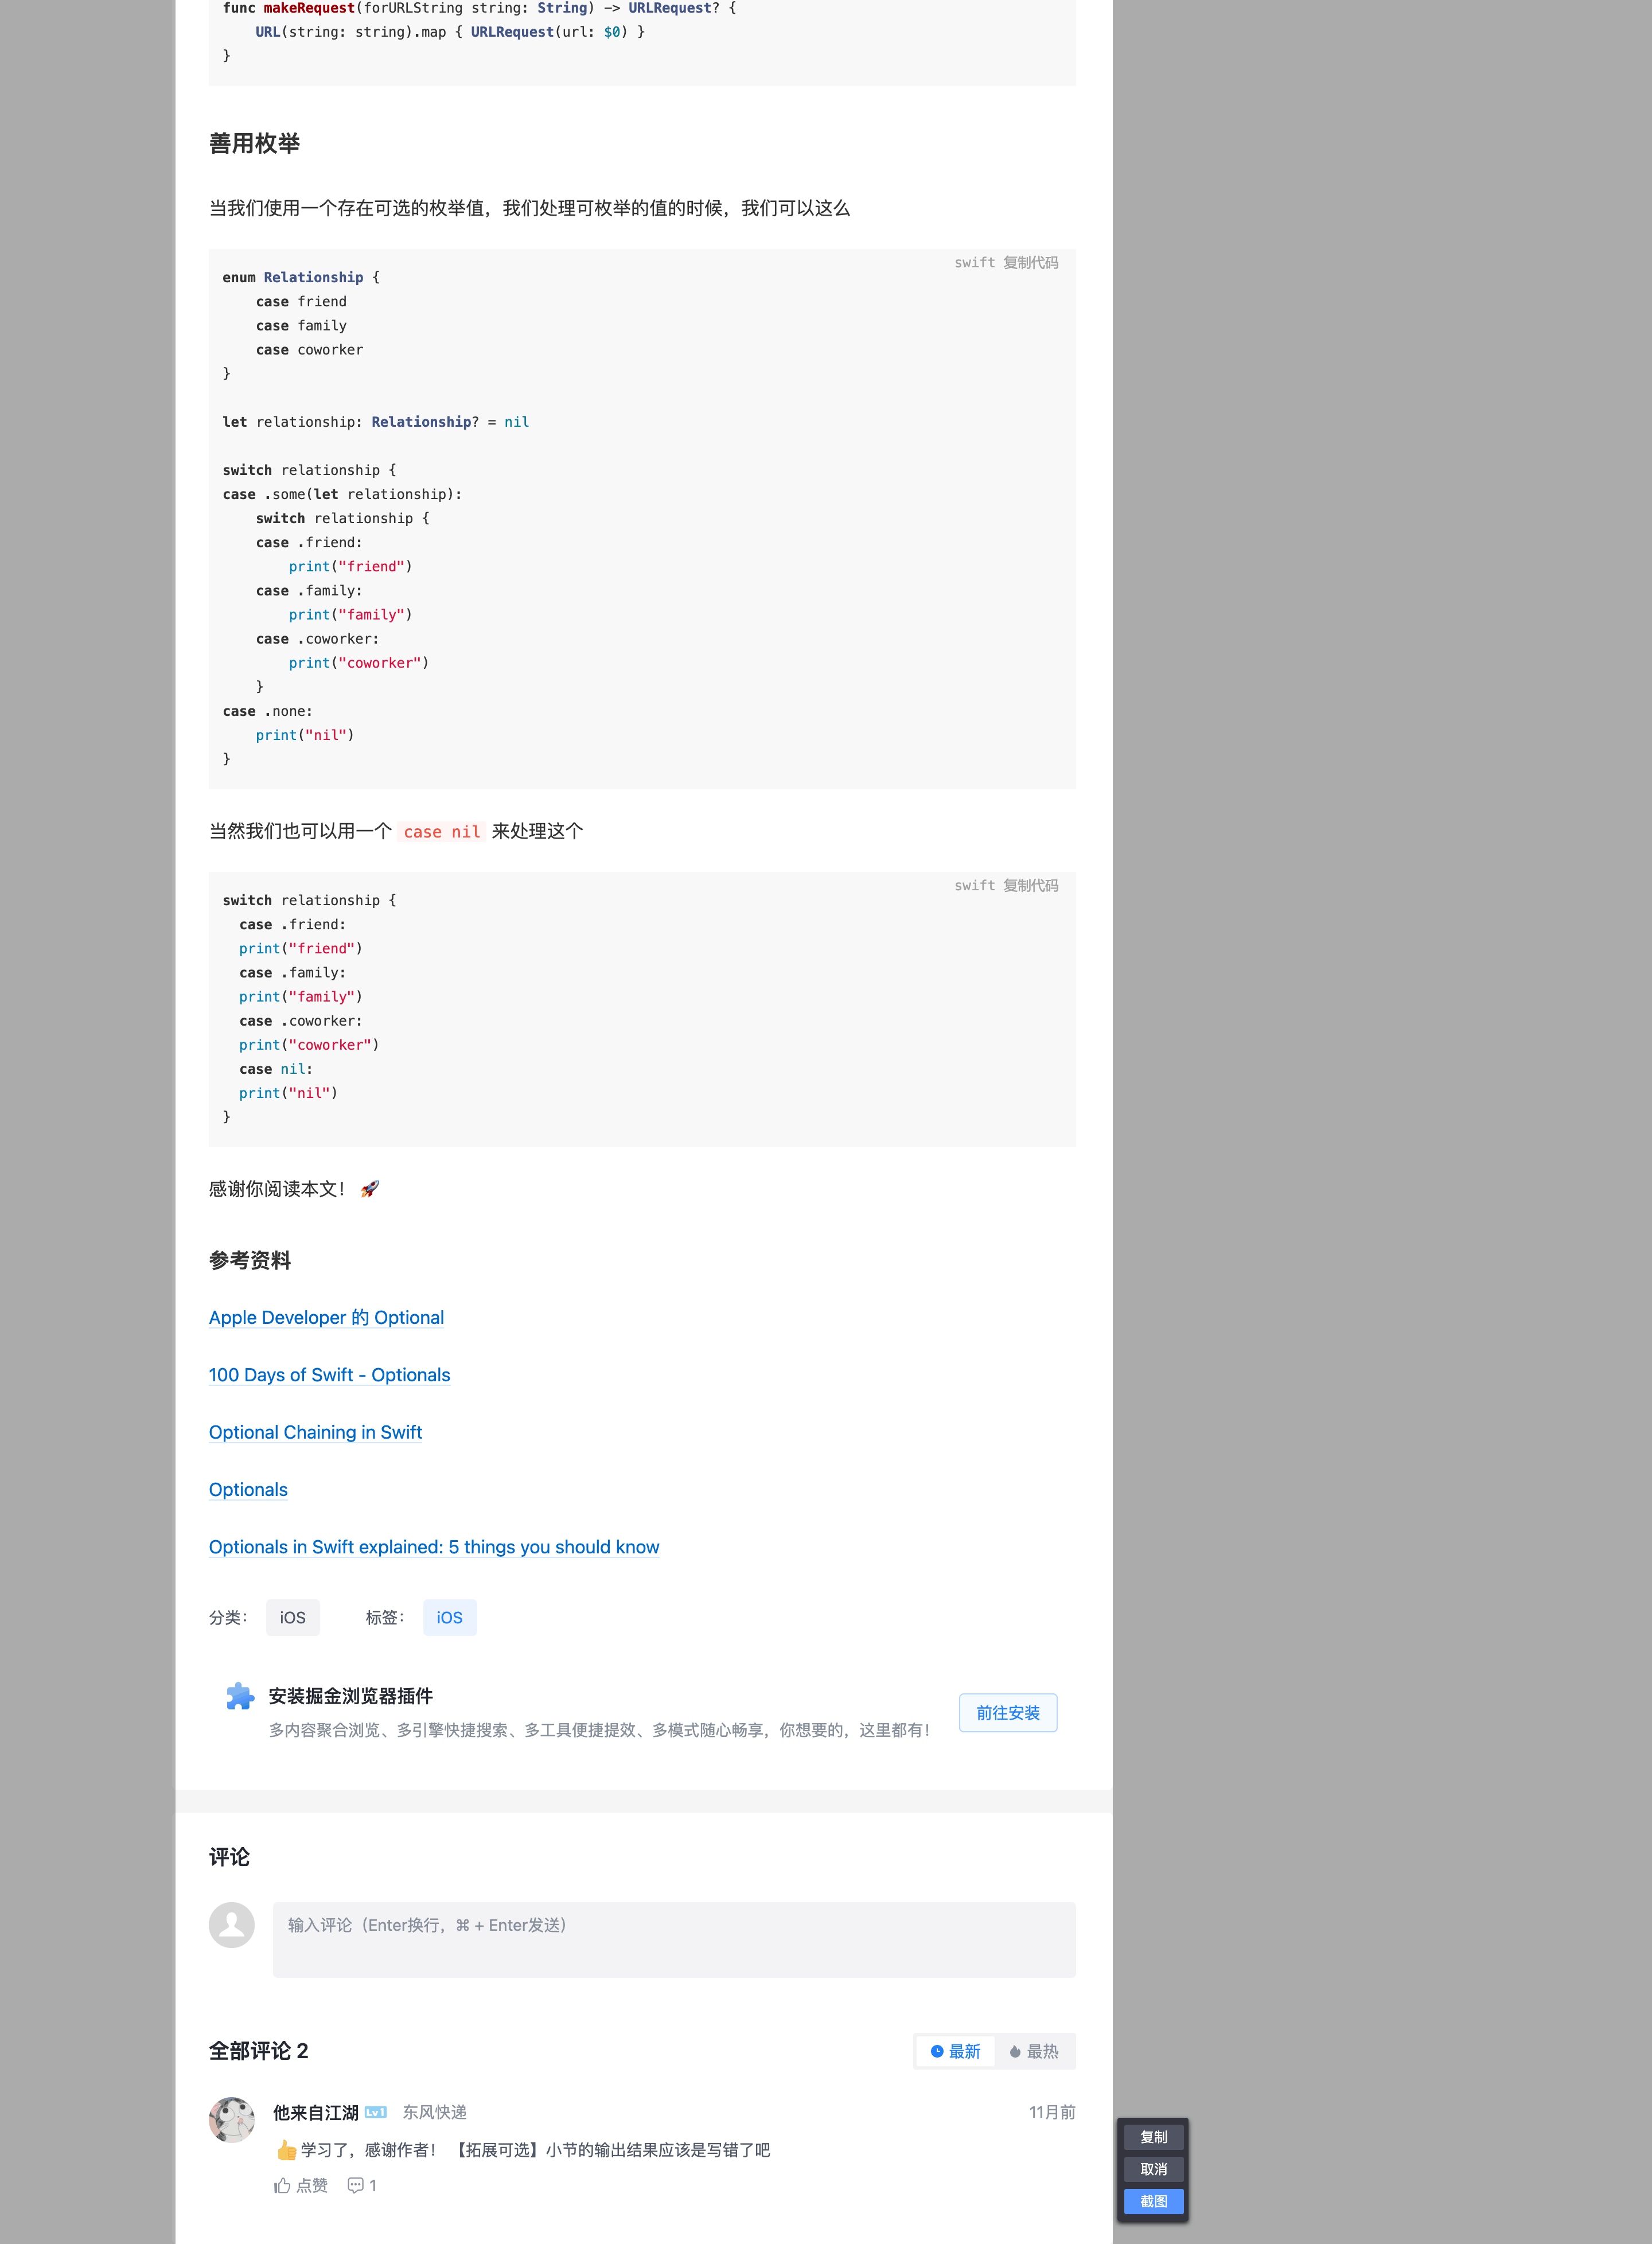 func makeRequest(forURLString string: String) -> URLRequest? {
    URL(string: string).map { URLRequest(url: $0) }
}
善用枚举
当我们使用一个存在可选的枚举值，我们处理可枚举的值的时候，我们可以这么
swift 复制代码
enum Relationship {
    case friend
    case family
    case coworker
}
let relationship: Relationship? = nil
switch relationship {
case .some(let relationship):
    switch relationship {
    case .friend:
        print("friend")
    case .family:
        print("family")
    case .coworker:
        print("coworker")
    }
case .none:
    print("nil")
}
当然我们也可以用一个 case nil 来处理这个
swift 复制代码
switch relationship {
  case .friend:
  print("friend")
  case .family:
  print("family")
  case .coworker:
  print("coworker")
  case nil:
  print("nil")
}
感谢你阅读本文！ 🚀
参考资料
Apple Developer 的 Optional
100 Days of Swift - Optionals
Optional Chaining in Swift
Optionals
Optionals in Swift explained: 5 things you should know
分类： iOS 标签： iOS
安装掘金浏览器插件
多内容聚合浏览、多引擎快捷搜索、多工具便捷提效、多模式随心畅享，你想要的，这里都有！
前往安装
评论
输入评论（Enter换行，⌘ + Enter发送）
全部评论 2
最新 最热
他来自江湖 Lv1 东风快递 11月前
👍学习了，感谢作者！ 【拓展可选】小节的输出结果应该是写错了吧
点赞 1
复制
取消
截图